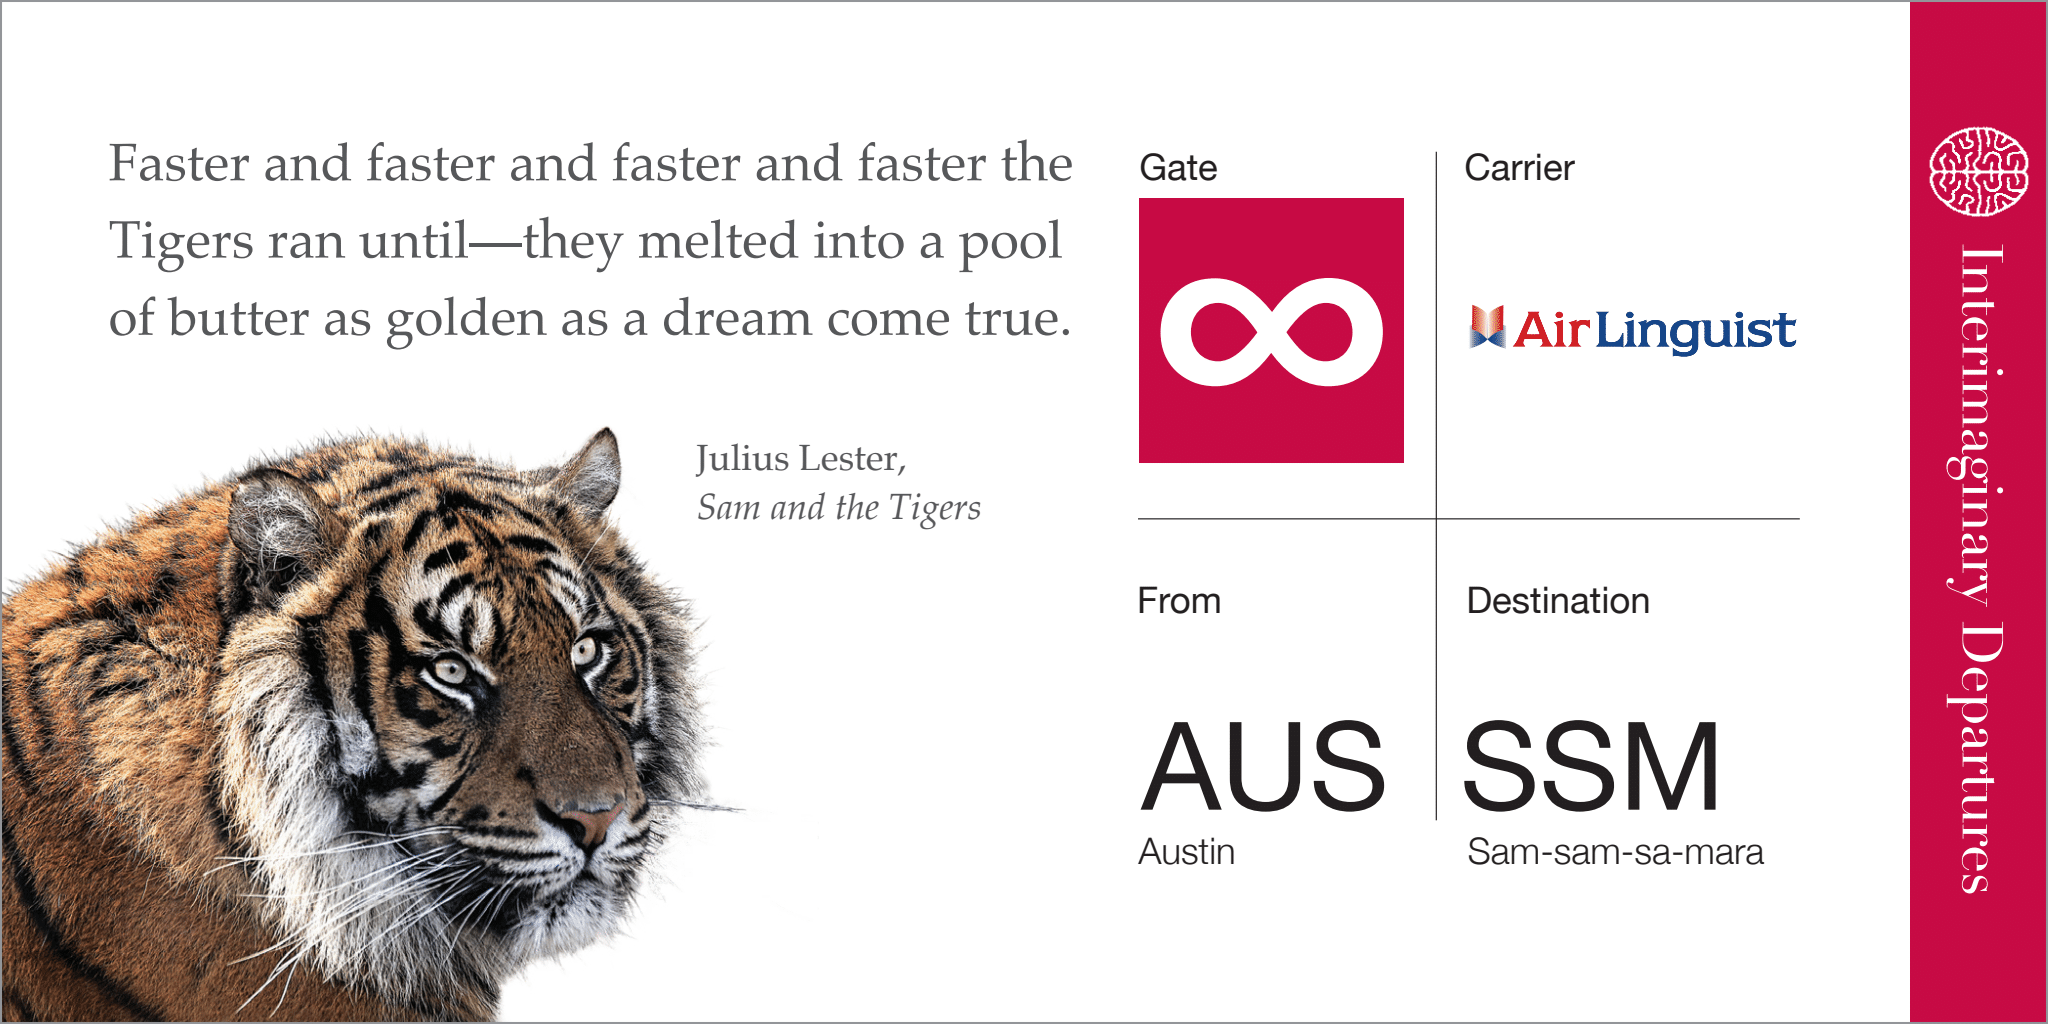 Faster and faster and faster and faster the
Tigers ran until—they melted into a pool
of butter as golden as a dream come true.
Julius Lester,
Sam and the Tigers
Gate
∞
Carrier
Air Linguist
From
AUS
Austin
Destination
SSM
Sam-sam-sa-mara
Interimaginary Departures